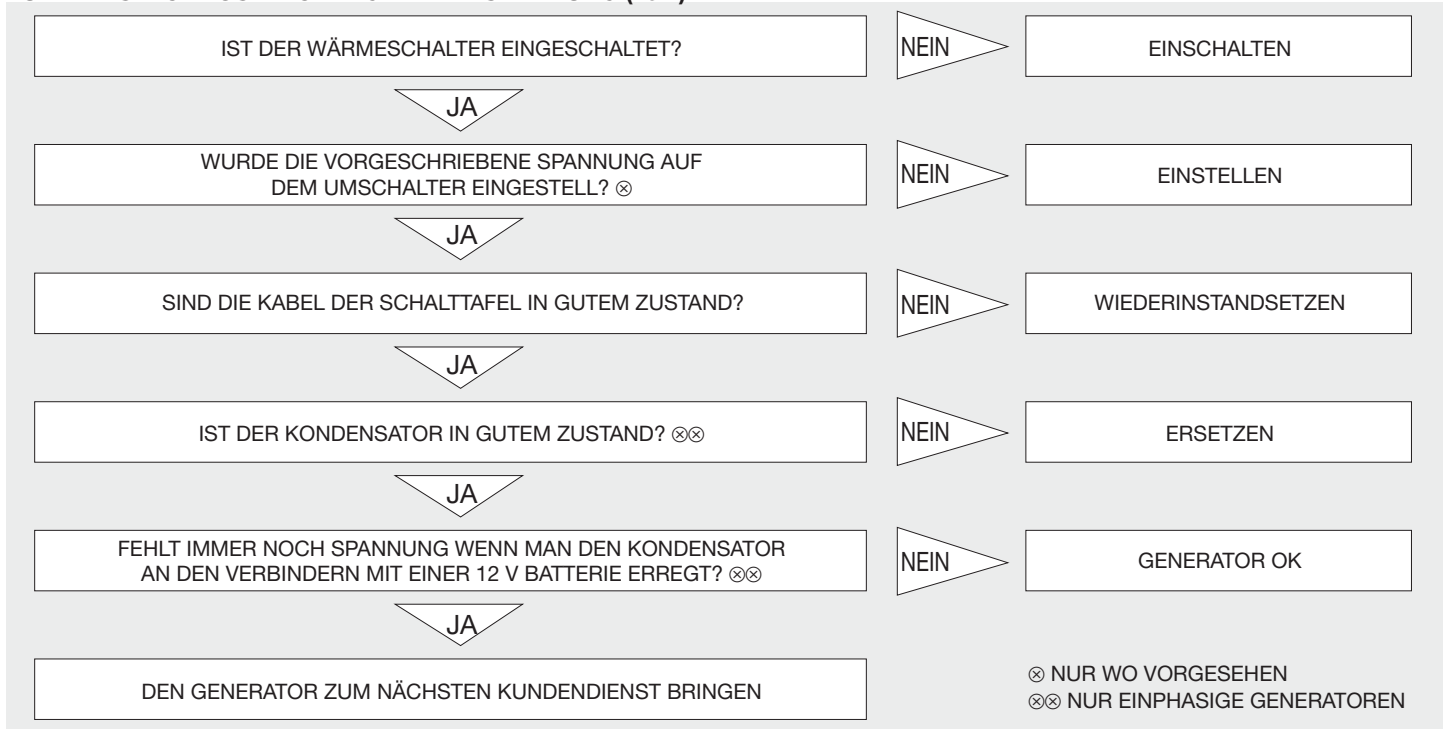 IST DER WÄRMESCHALTER EINGESCHALTET?
NEIN
EINSCHALTEN
JA
WURDE DIE VORGESCHRIEBENE SPANNUNG AUF
DEM UMSCHALTER EINGESTELL? ⊗
NEIN
EINSTELLEN
JA
SIND DIE KABEL DER SCHALTTAFEL IN GUTEM ZUSTAND?
NEIN
WIEDERINSTANDSETZEN
JA
IST DER KONDENSATOR IN GUTEM ZUSTAND? ⊗⊗
NEIN
ERSETZEN
JA
FEHLT IMMER NOCH SPANNUNG WENN MAN DEN KONDENSATOR
AN DEN VERBINDERN MIT EINER 12 V BATTERIE ERREGT? ⊗⊗
NEIN
GENERATOR OK
JA
DEN GENERATOR ZUM NÄCHSTEN KUNDENDIENST BRINGEN
⊗ NUR WO VORGESEHEN
⊗⊗ NUR EINPHASIGE GENERATOREN